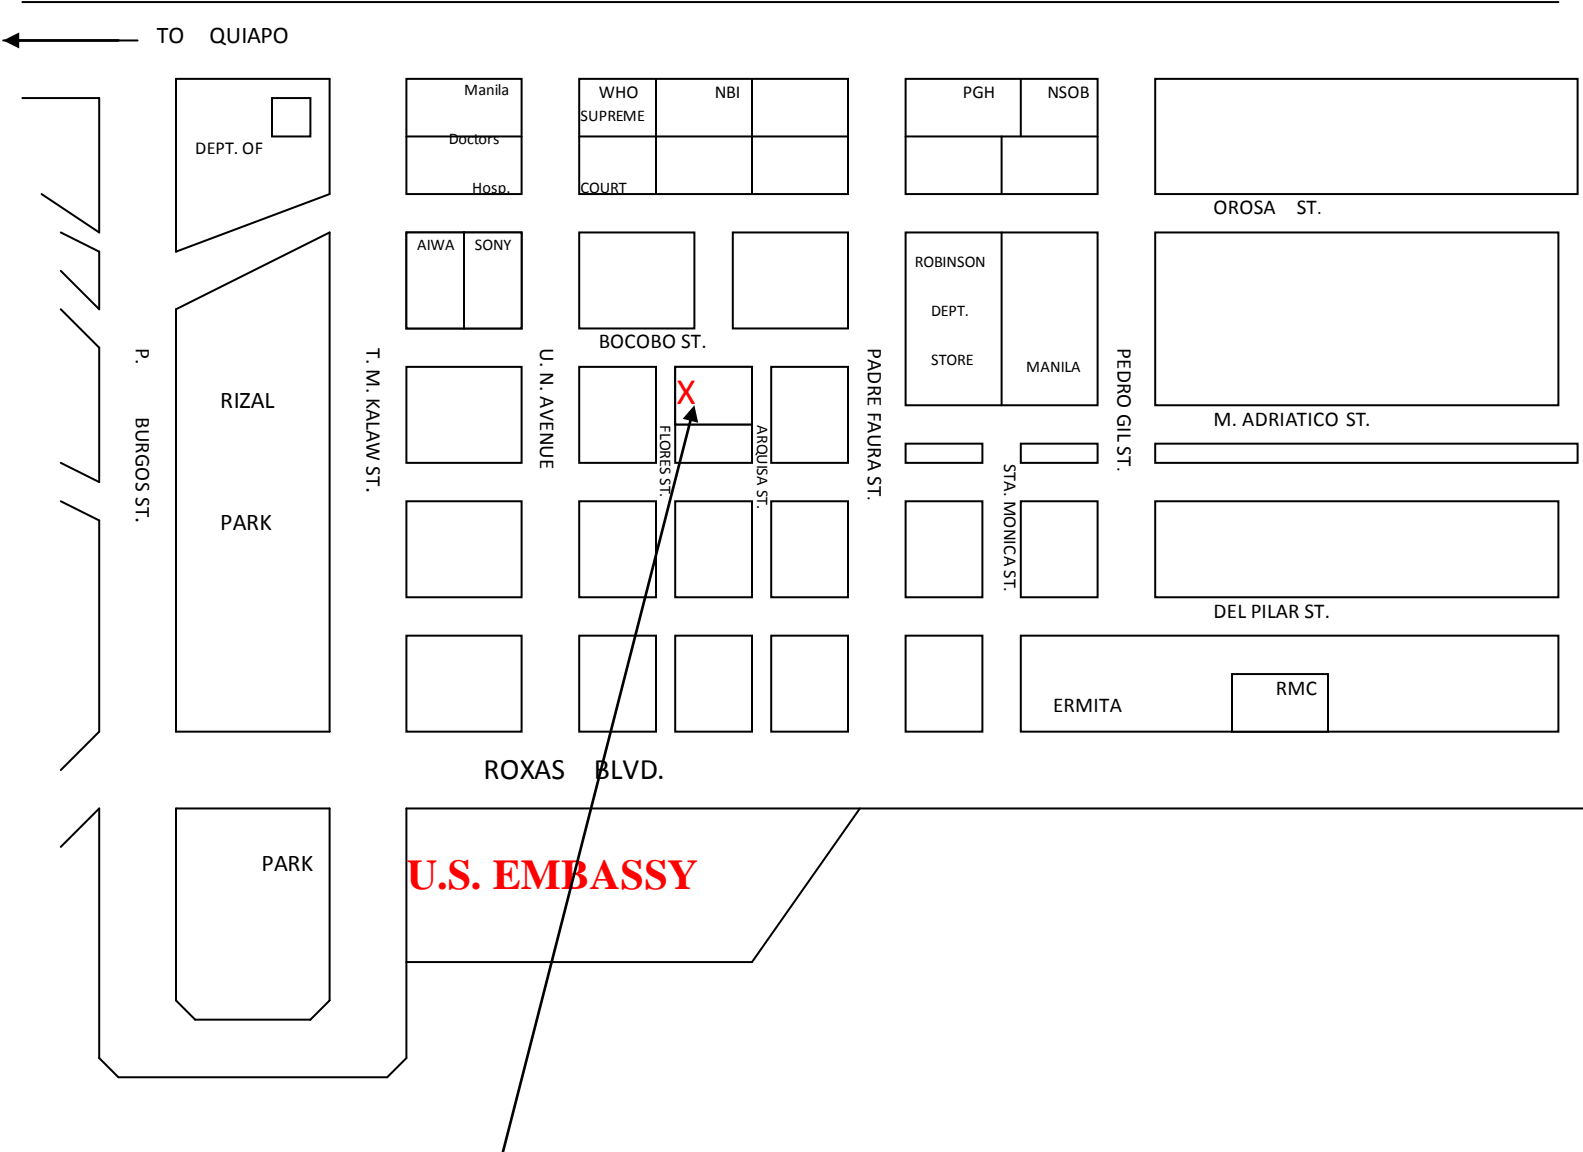 TO QUIAPO
Manila
Doctors
Hosp.
WHO
SUPREME
COURT
NBI
PGH
NSOB
DEPT. OF
OROSA ST.
AIWA
SONY
ROBINSON
DEPT.
STORE
MANILA
BOCOBO ST.
P. BURGOS ST.
RIZAL
PARK
T. M. KALAW ST.
U. N. AVENUE
X
FLORES ST.
ARQUISA ST.
PADRE FAURA ST.
PEDRO GIL ST.
M. ADRIATICO ST.
STA. MONICA ST.
DEL PILAR ST.
ERMITA
RMC
ROXAS BLVD.
PARK
U.S. EMBASSY